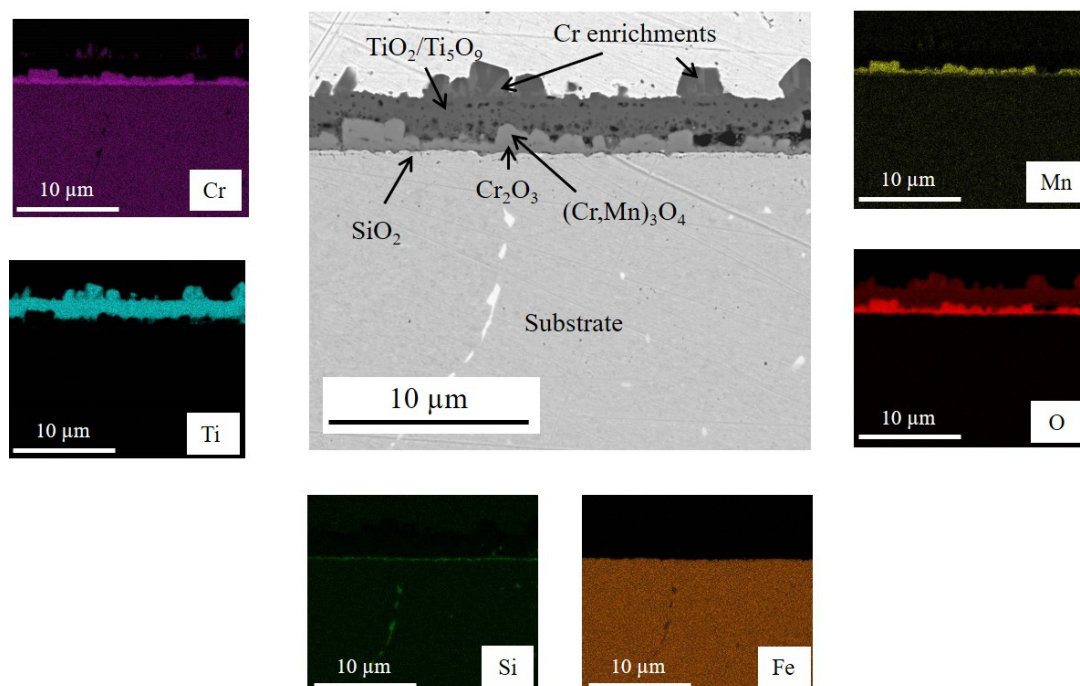 TiO2/Ti5O9
Cr enrichments
10 µm
Cr
10 µm
Mn
Cr2O3
SiO2
(Cr,Mn)3O4
Substrate
10 µm
10 µm
Ti
10 µm
O
10 µm
Si
10 µm
Fe